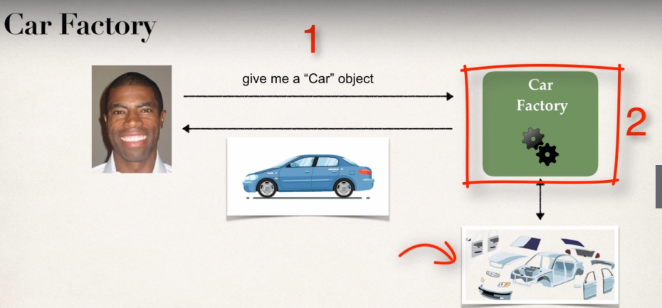 Car Factory
1
give me a "Car" object
Car
Factory
2